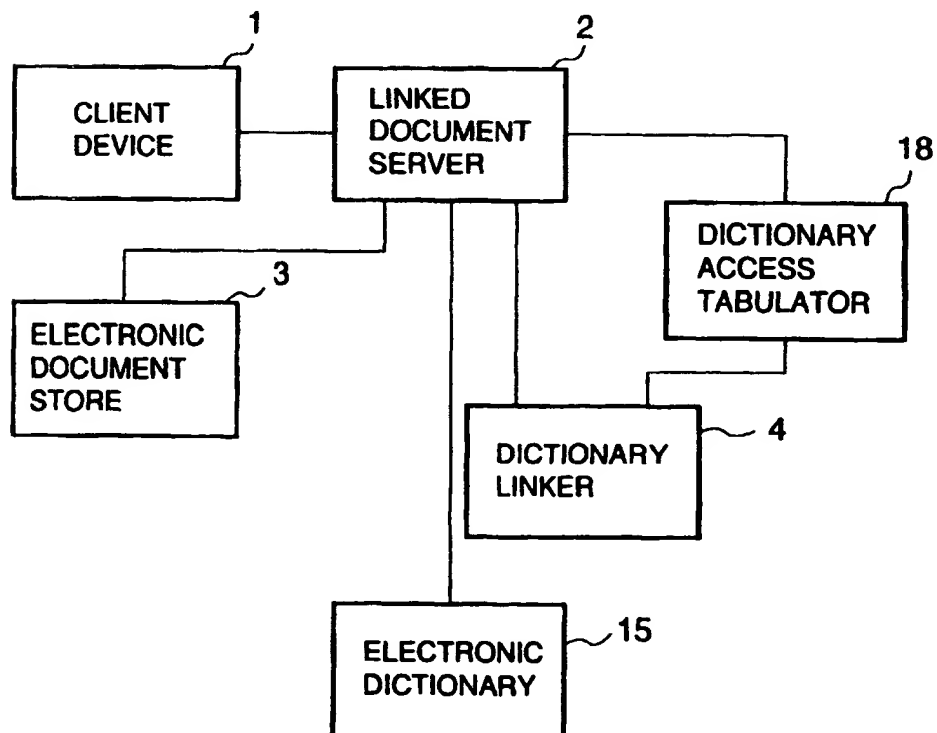 1
CLIENT
DEVICE
2
LINKED
DOCUMENT
SERVER
18
DICTIONARY
ACCESS
TABULATOR
3
ELECTRONIC
DOCUMENT
STORE
4
DICTIONARY
LINKER
15
ELECTRONIC
DICTIONARY